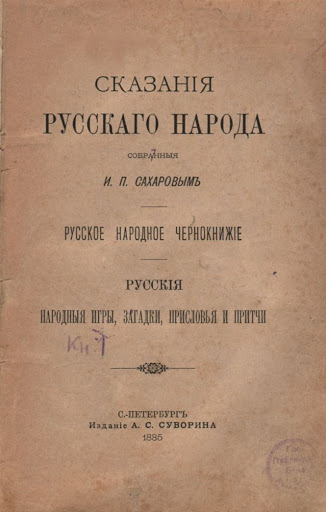 СКАЗАНІЯ
РУССКАГО НАРОДА
СОБРАННЫЯ
И. П. САХАРОВЫМЪ
РУССКОЕ НАРОДНОЕ ЧЕРНОКНИЖІЕ
РУССКІЯ
НАРОДНЫЯ ИГРЫ, ЗАГАДКИ, ПРИСЛОВЬЯ И ПРИТЧИ
Кн. I
С.-ПЕТЕРБУРГЪ
Изданіе А. С. СУВОРИНА
1885